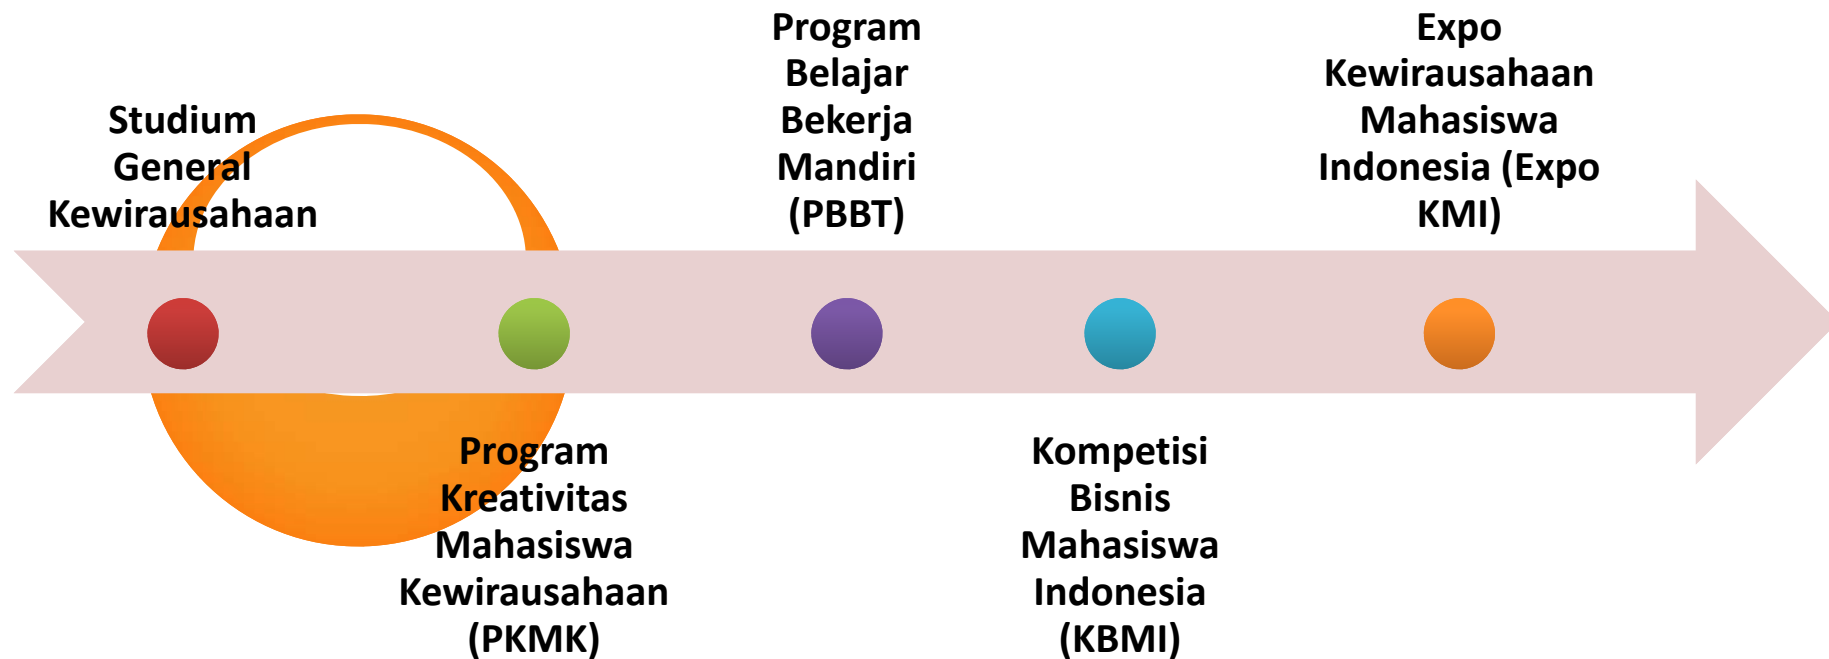 Studium
General
Kewirausahaan
Program
Kreativitas
Mahasiswa
Kewirausahaan
(PKMK)
Program
Belajar
Bekerja
Mandiri
(PBBT)
Kompetisi
Bisnis
Mahasiswa
Indonesia
(KBMI)
Expo
Kewirausahaan
Mahasiswa
Indonesia (Expo
KMI)